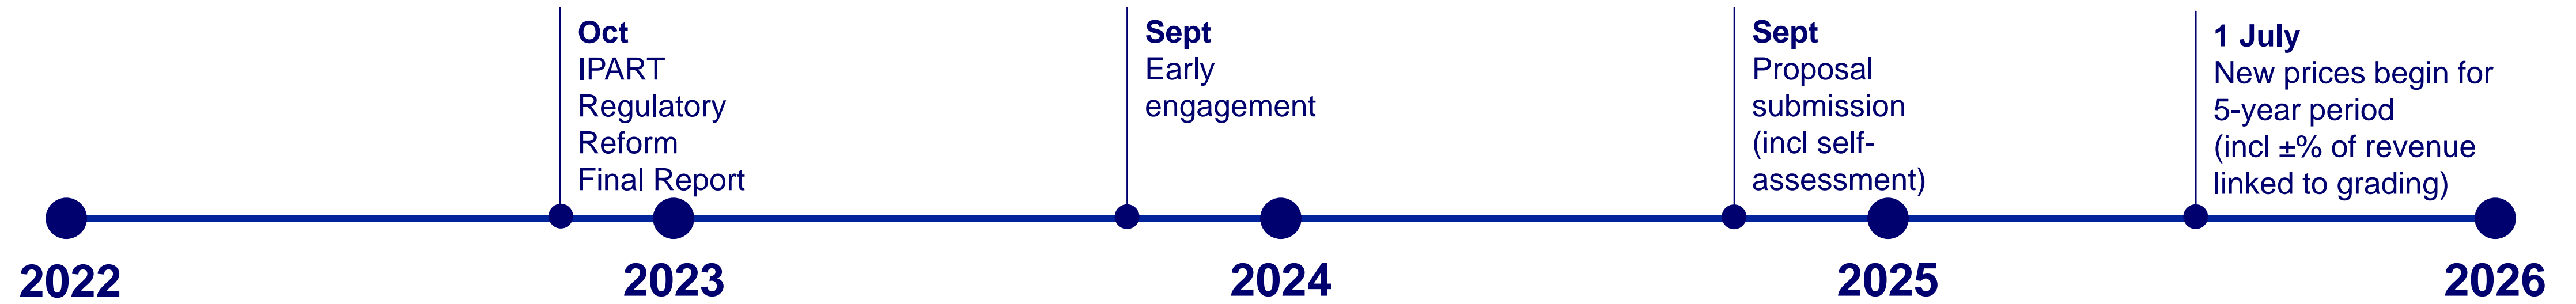 Oct
IPART
Regulatory
Reform
Final Report
Sept
Early
engagement
Sept
Proposal
submission
(incl self-
assessment)
1 July
New prices begin for
5-year period
(incl ±% of revenue
linked to grading)
2022
2023
2024
2025
2026